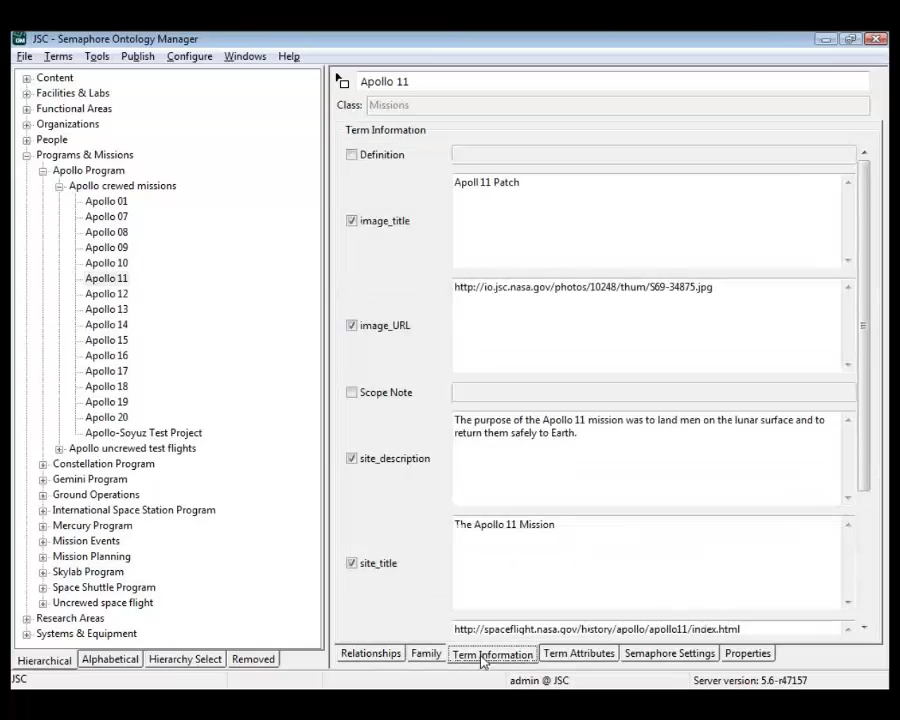 JSC - Semaphore Ontology Manager
File Terms Tools Publish Configure Windows Help
Content
Facilities & Labs
Functional Areas
Organizations
People
Programs & Missions
Apollo Program
Apollo crewed missions
Apollo 01
Apollo 07
Apollo 08
Apollo 09
Apollo 10
Apollo 11
Apollo 12
Apollo 13
Apollo 14
Apollo 15
Apollo 16
Apollo 17
Apollo 18
Apollo 19
Apollo 20
Apollo-Soyuz Test Project
Apollo uncrewed test flights
Constellation Program
Gemini Program
Ground Operations
International Space Station Program
Mercury Program
Mission Events
Mission Planning
Skylab Program
Space Shuttle Program
Uncrewed space flight
Research Areas
Systems & Equipment
Hierarchical Alphabetical Hierarchy Select Removed
Apollo 11
Class: Missions
Term Information
Definition
Apoll 11 Patch
image_title
http://io.jsc.nasa.gov/photos/10248/thum/S69-34875.jpg
image_URL
Scope Note
The purpose of the Apollo 11 mission was to land men on the lunar surface and to
return them safely to Earth.
site_description
The Apollo 11 Mission
site_title
http://spaceflight.nasa.gov/history/apollo/apollo11/index.html
Relationships Family Term Information Term Attributes Semaphore Settings Properties
JSC admin @ JSC Server version: 5.6-r47157